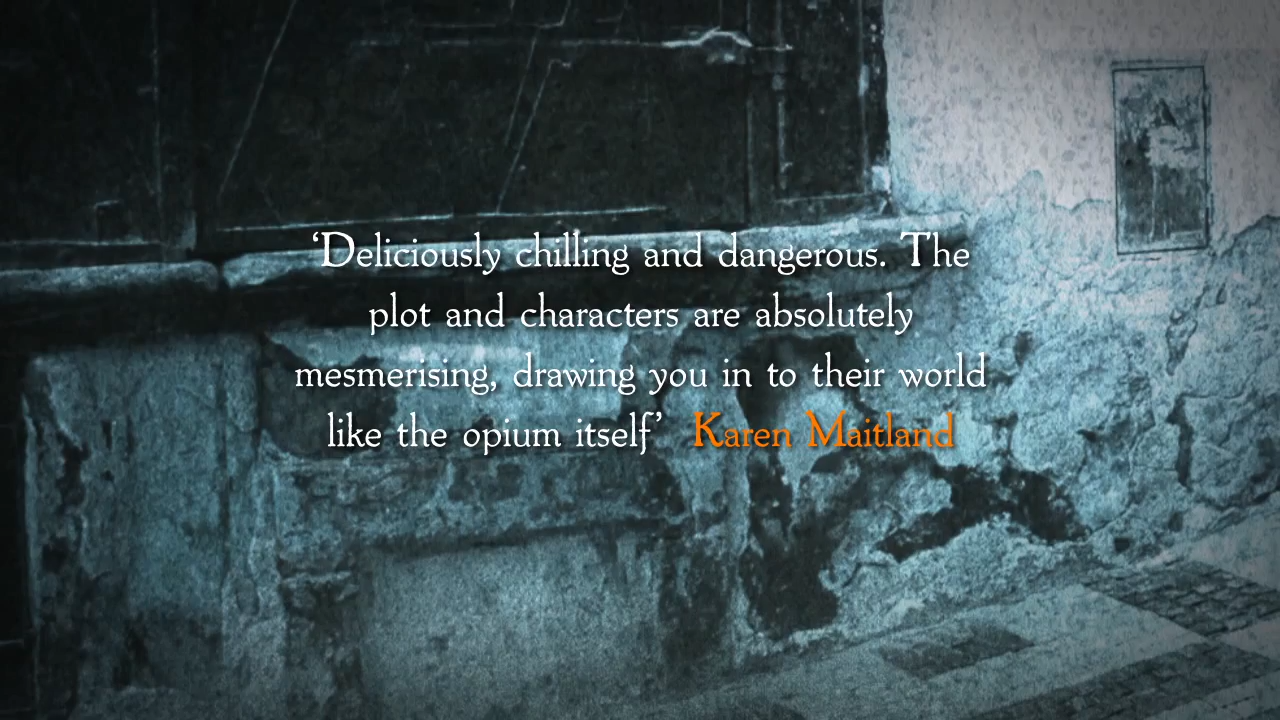 ‘Deliciously chilling and dangerous. The
plot and characters are absolutely
mesmerising, drawing you in to their world
like the opium itself’ Karen Maitland